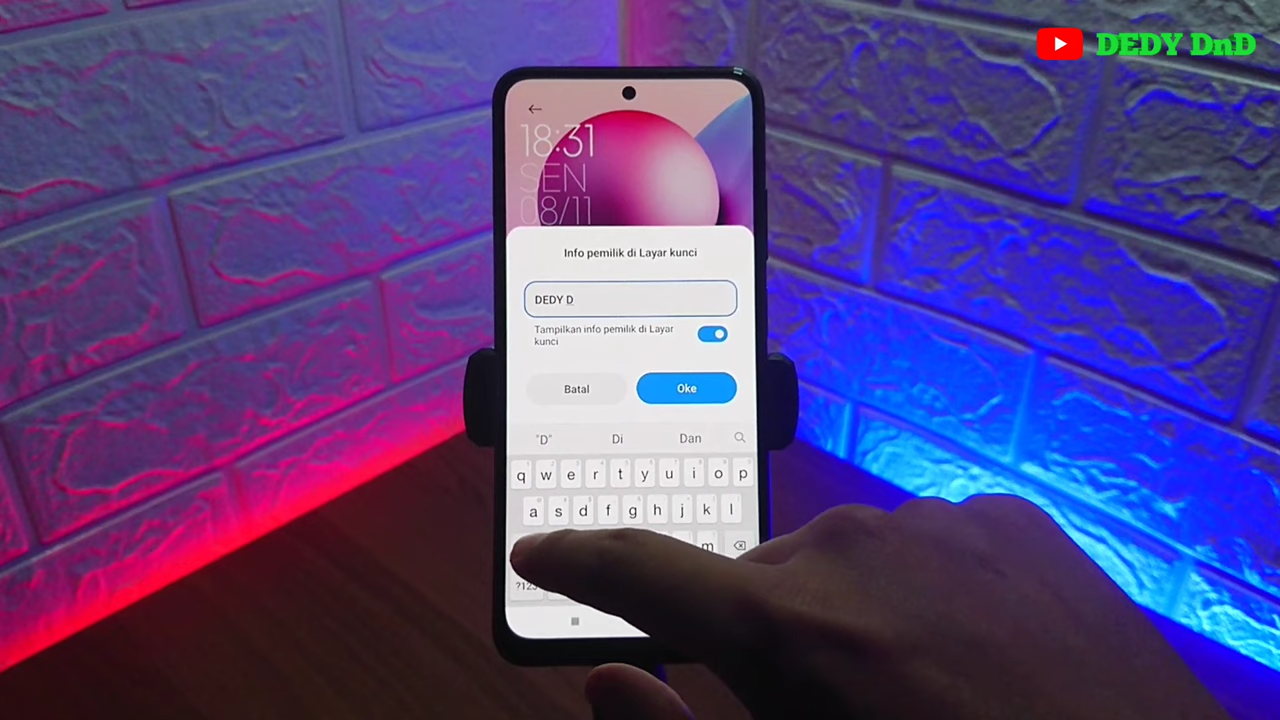 DEDY DnD
18:31
SEN
08/11
Info pemilik di Layar kunci
DEDY D
Tampilkan info pemilik di Layar
kunci
Batal
Oke
"D"
Di
Dan
q w e r t y u i o p
a s d f g h j k l
m
?123